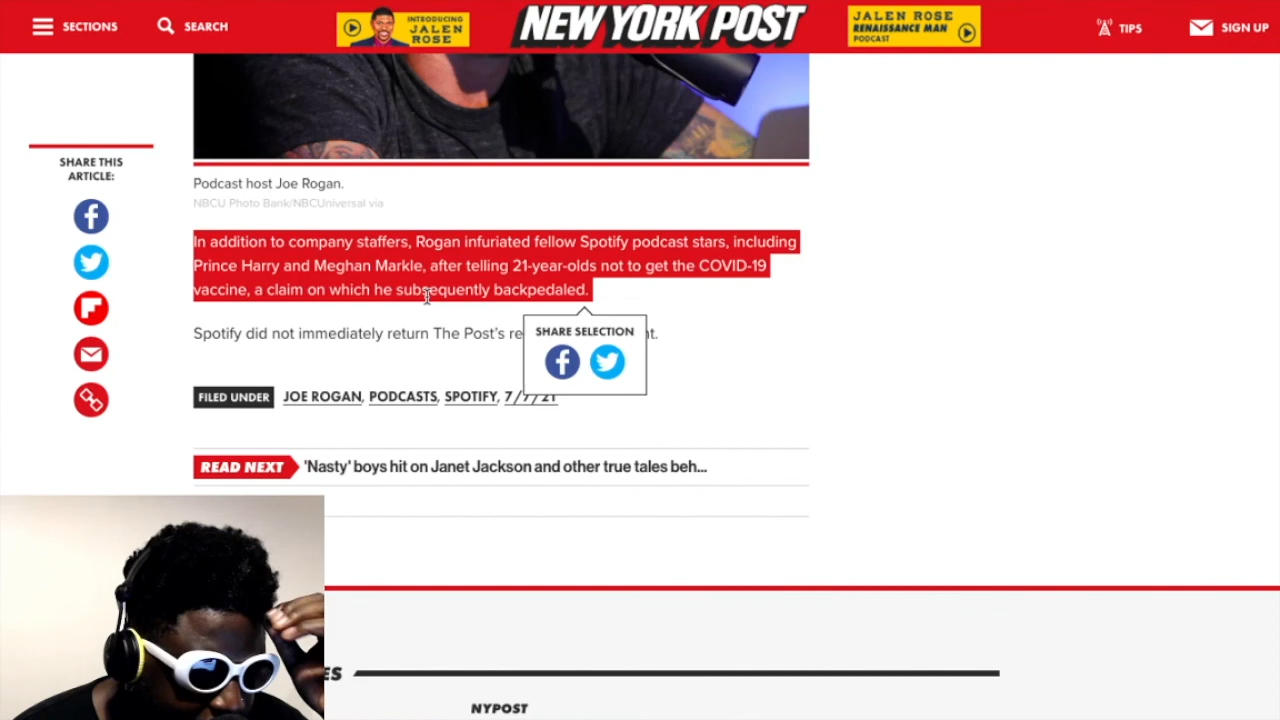 SECTIONS
SEARCH
INTRODUCING
JALEN
ROSE
NEW YORK POST
JALEN ROSE
RENAISSANCE MAN
PODCAST
TIPS
SIGN UP
SHARE THIS
ARTICLE:
Podcast host Joe Rogan.
NBCU Photo Bank/NBCUniversal via
In addition to company staffers, Rogan infuriated fellow Spotify podcast stars, including
Prince Harry and Meghan Markle, after telling 21-year-olds not to get the COVID-19
vaccine, a claim on which he subsequently backpedaled.
SHARE SELECTION
Spotify did not immediately return The Post's
FILED UNDER JOE ROGAN, PODCASTS, SPOTIFY, 7/7/21
READ NEXT 'Nasty' boys hit on Janet Jackson and other true tales beh...
NYPOST